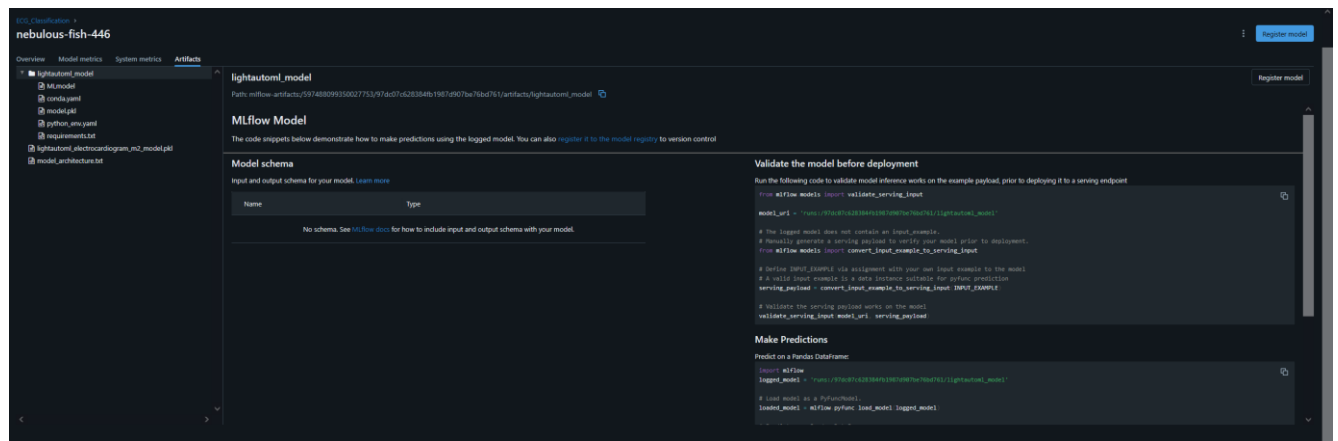 ECG_Classification ›
nebulous-fish-446
Register model
Overview Model metrics System metrics Artifacts
lightautoml_model
MLmodel
conda.yaml
model.pkl
python_env.yaml
requirements.txt
lightautoml_electrocardiogram_m2_model.pkl
model_architecture.txt
lightautoml_model
Register model
Path: mlflow-artifacts:/597488099350027753/97dc07c628384fb1987d907be76bd761/artifacts/lightautoml_model
MLflow Model
The code snippets below demonstrate how to make predictions using the logged model. You can also register it to the model registry to version control
Model schema
Input and output schema for your model. Learn more
Name Type
No schema. See MLflow docs for how to include input and output schema with your model.
Validate the model before deployment
Run the following code to validate model inference works on the example payload, prior to deploying it to a serving endpoint
from mlflow models import validate_serving_input
model_uri = 'runs:/97dc07c628384fb1987d907be76bd761/lightautoml_model'
# The logged model does not contain an input_example.
# Manually generate a serving payload to verify your model prior to deployment.
from mlflow models import convert_input_example_to_serving_input
# Define INPUT_EXAMPLE via assignment with your own input example to the model
# A valid input example is a data instance suitable for pyfunc prediction
serving_payload = convert_input_example_to_serving_input INPUT_EXAMPLE
# Validate the serving payload works on the model
validate_serving_input model_uri, serving_payload
Make Predictions
Predict on a Pandas DataFrame:
import mlflow
logged_model = 'runs:/97dc07c628384fb1987d907be76bd761/lightautoml_model'
# Load model as a PyFuncModel.
loaded_model = mlflow pyfunc load_model logged_model